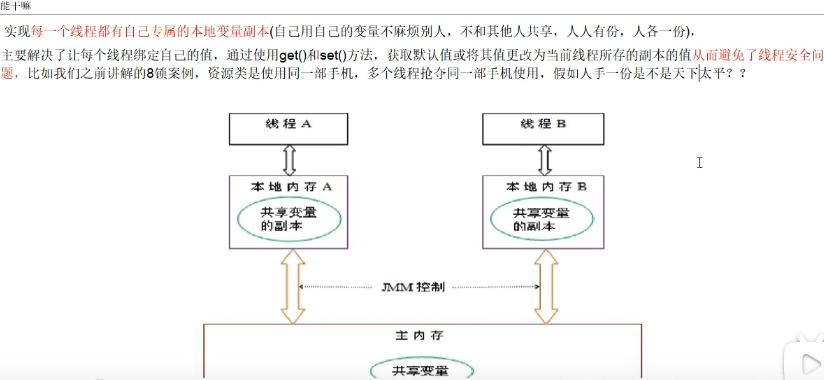 能干嘛
实现每一个线程都有自己专属的本地变量副本(自己用自己的变量不麻烦别人，不和其他人共享，人人有份，人各一份)，
主要解决了让每个线程绑定自己的值，通过使用get()和set()方法，获取默认值或将其值更改为当前线程所存的副本的值从而避免了线程安全问
题，比如我们之前讲解的8锁案例，资源类是使用同一部手机，多个线程抢夺同一部手机使用，假如人手一份是不是天下太平？？
线程 A
线程 B
本地内存 A
本地内存 B
共享变量
的副本
共享变量
的副本
JMM 控制
主内存
共享变量